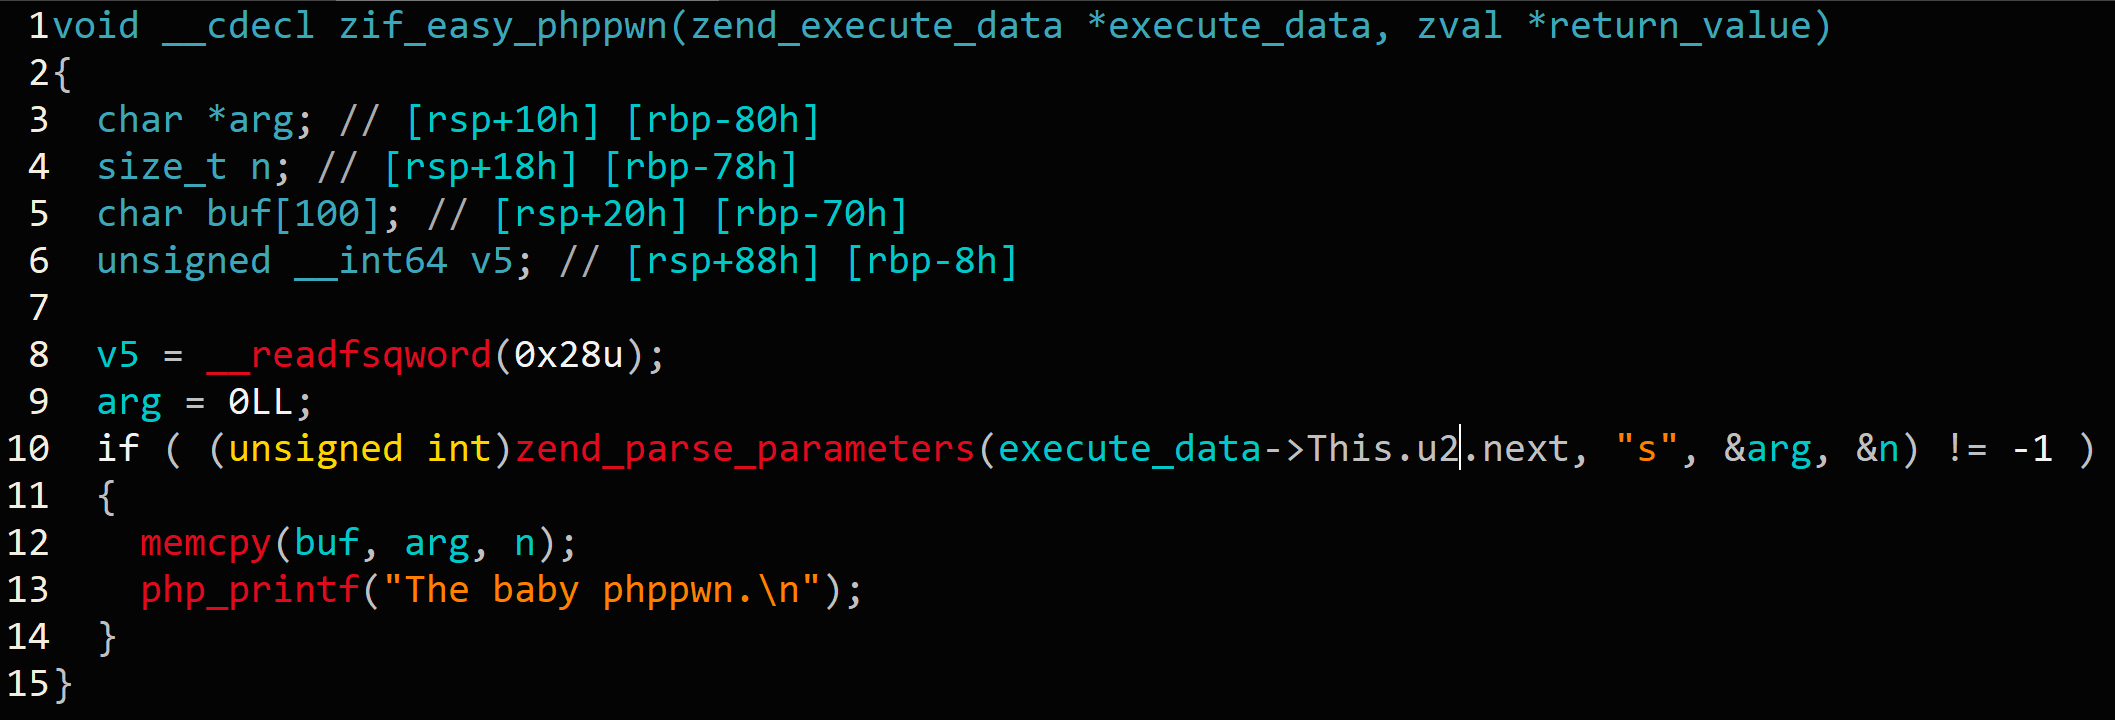 1void __cdecl zif_easy_phppwn(zend_execute_data *execute_data, zval *return_value)
2{
3  char *arg; // [rsp+10h] [rbp-80h]
4  size_t n; // [rsp+18h] [rbp-78h]
5  char buf[100]; // [rsp+20h] [rbp-70h]
6  unsigned __int64 v5; // [rsp+88h] [rbp-8h]
7
8  v5 = __readfsqword(0x28u);
9  arg = 0LL;
10  if ( (unsigned int)zend_parse_parameters(execute_data->This.u2.next, "s", &arg, &n) != -1 )
11  {
12    memcpy(buf, arg, n);
13    php_printf("The baby phppwn.\n");
14  }
15}